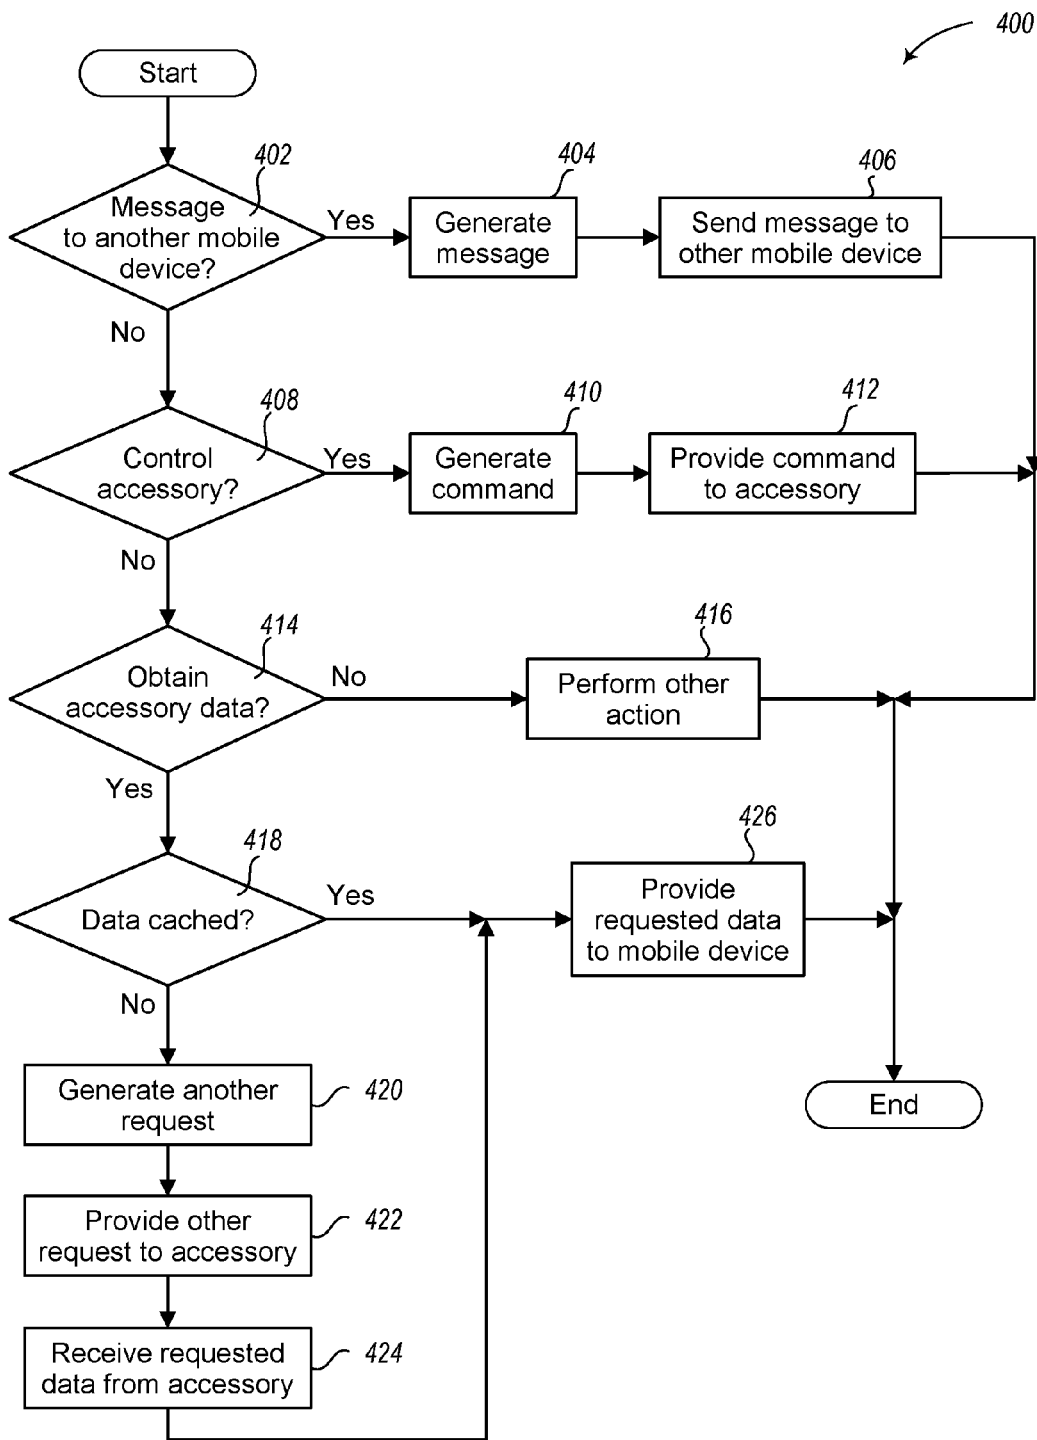 400
Start
402
Message
to another mobile
device?
Yes
404
Generate
message
406
Send message to
other mobile device
No
408
Control
accessory?
Yes
410
Generate
command
412
Provide command
to accessory
No
414
Obtain
accessory data?
No
416
Perform other
action
Yes
418
Data cached?
Yes
426
Provide
requested data
to mobile device
No
Generate another
request
420
End
Provide other
request to accessory
422
Receive requested
data from accessory
424